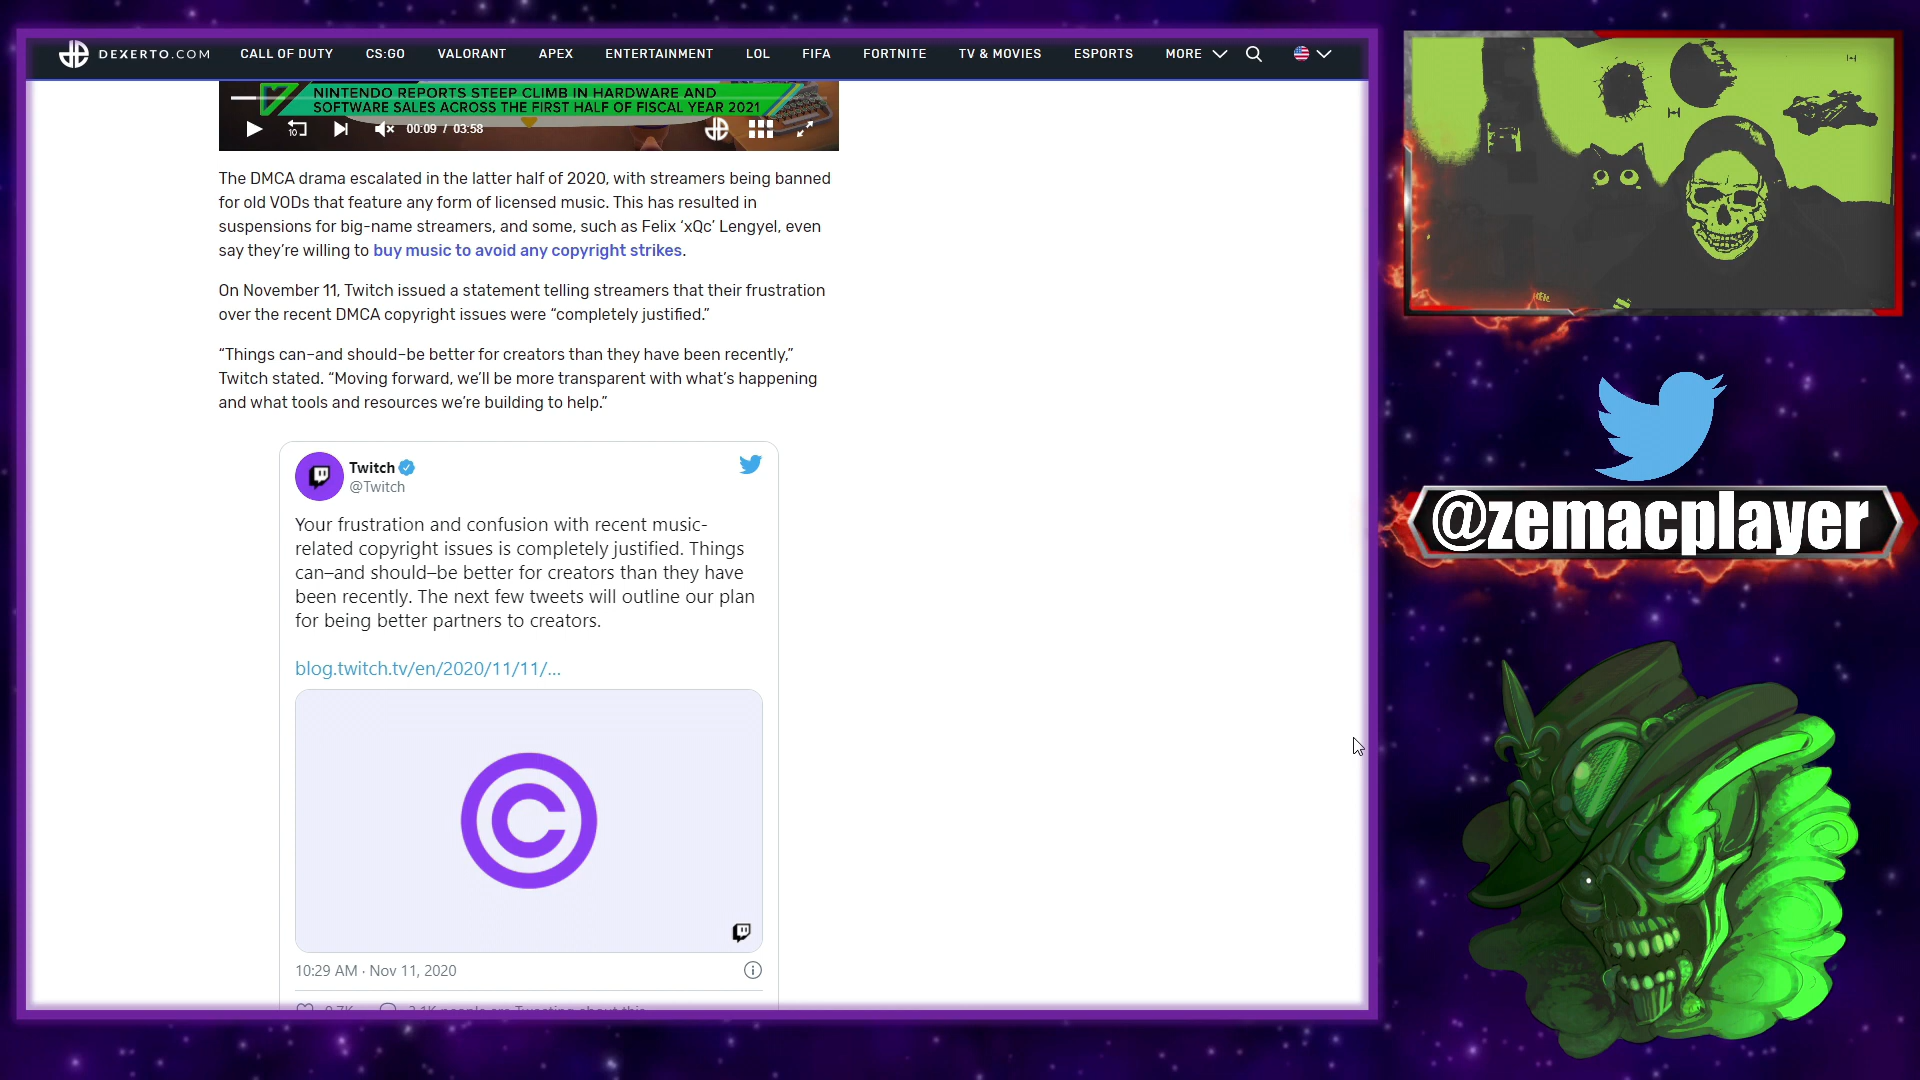 DEXERTO.COM
CALL OF DUTY
CS:GO
VALORANT
APEX
ENTERTAINMENT
LOL
FIFA
FORTNITE
TV & MOVIES
ESPORTS
MORE
NINTENDO REPORTS STEEP CLIMB IN HARDWARE AND
SOFTWARE SALES ACROSS THE FIRST HALF OF FISCAL YEAR 2021
10
00:09 / 03:58
The DMCA drama escalated in the latter half of 2020, with streamers being banned
for old VODs that feature any form of licensed music. This has resulted in
suspensions for big-name streamers, and some, such as Felix ‘xQc’ Lengyel, even
say they’re willing to buy music to avoid any copyright strikes.
On November 11, Twitch issued a statement telling streamers that their frustration
over the recent DMCA copyright issues were “completely justified.”
“Things can–and should–be better for creators than they have been recently,”
Twitch stated. “Moving forward, we’ll be more transparent with what’s happening
and what tools and resources we’re building to help.”
Twitch
@Twitch
Your frustration and confusion with recent music-
related copyright issues is completely justified. Things
can–and should–be better for creators than they have
been recently. The next few tweets will outline our plan
for being better partners to creators.
blog.twitch.tv/en/2020/11/11/…
©
10:29 AM · Nov 11, 2020
people are Tweeting about this
@zemacplayer